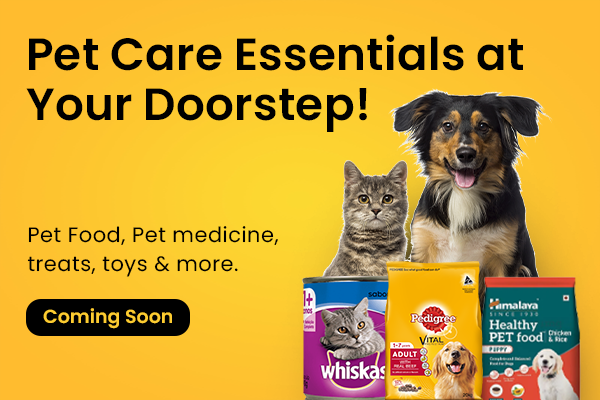 Pet Care Essentials at
Your Doorstep!
Pet Food, Pet medicine,
treats, toys & more.
Coming Soon
whiskas
Pedigree
VITAL
1-7 years
ADULT
WITH
REAL BEEF
Himalaya
SINCE 1930
Healthy
PET food
Chicken
& Rice
PUPPY